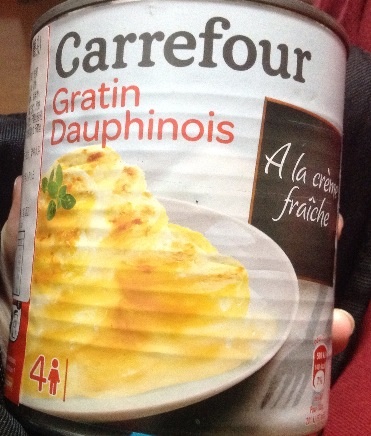 Carrefour
Gratin
Dauphinois
A la crème
fraîche
4